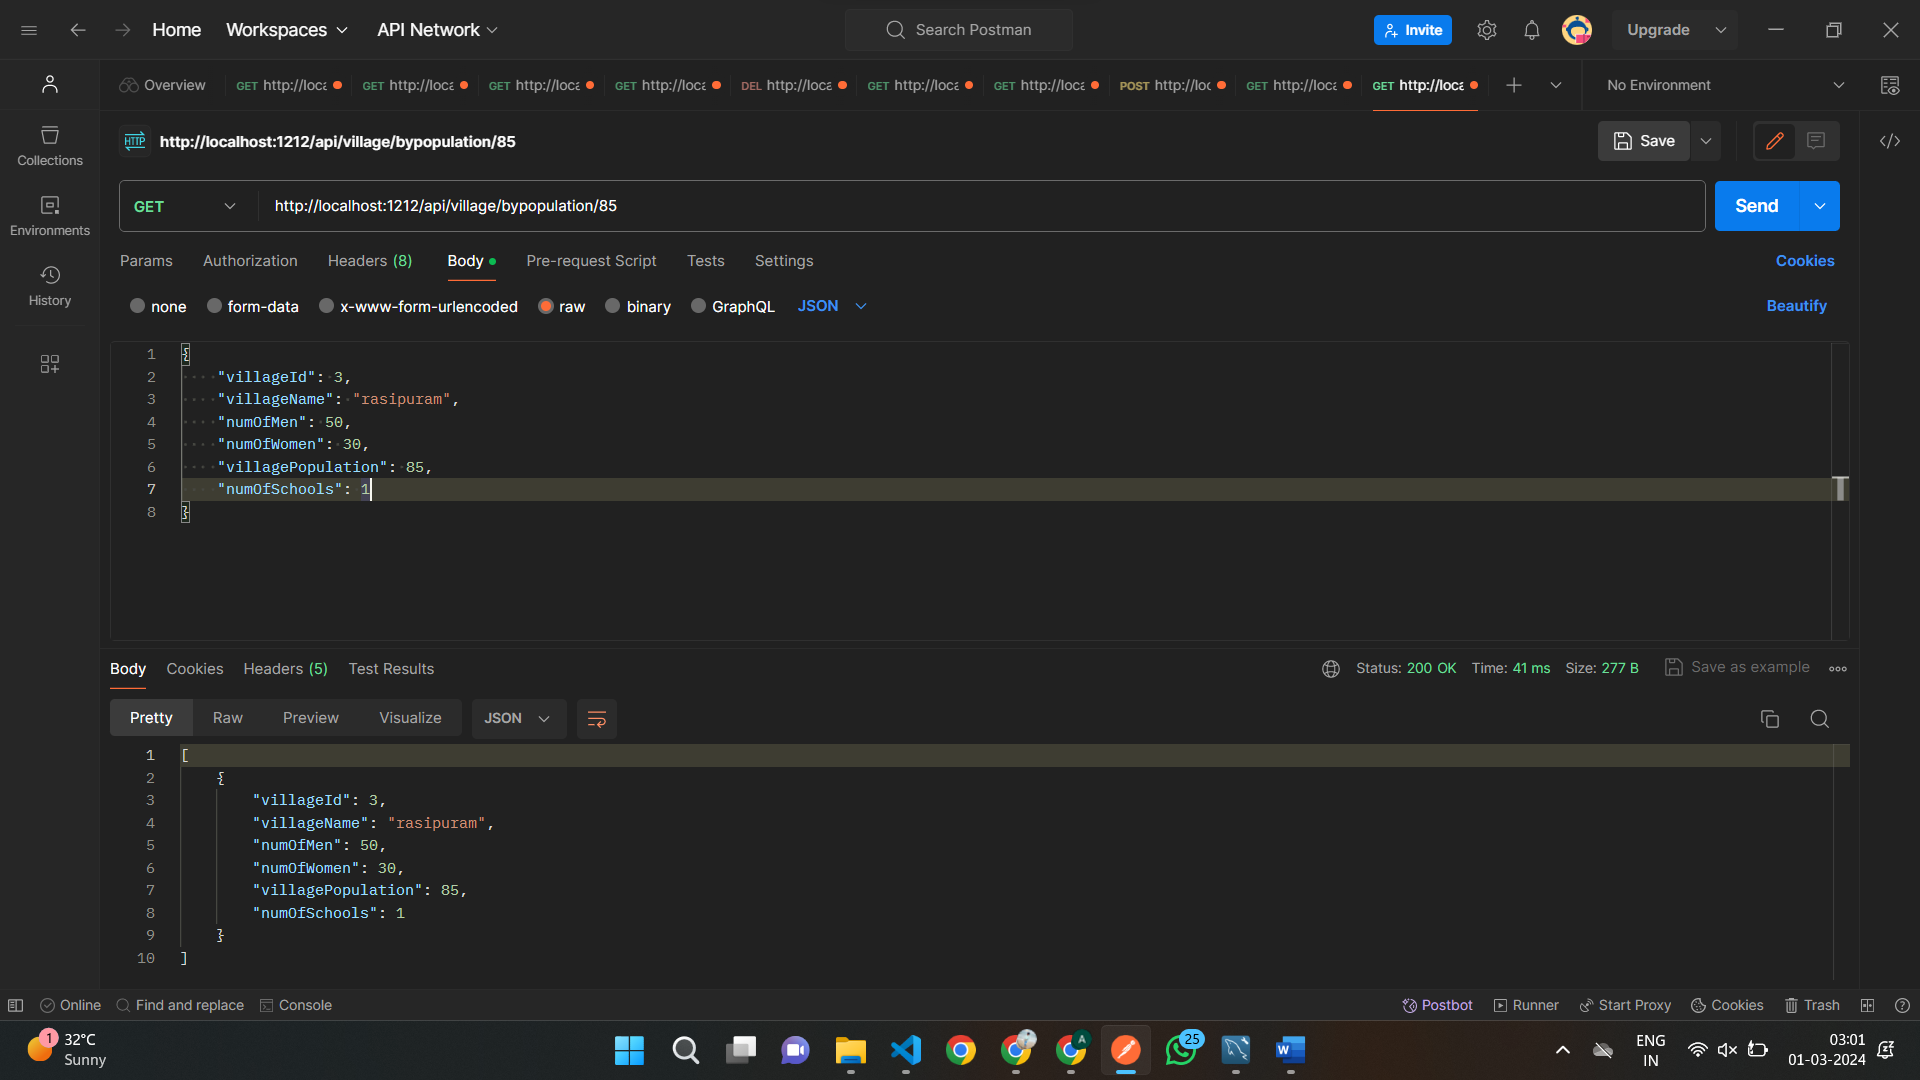 Home Workspaces API Network Search Postman Invite Upgrade
Overview GET http://loca GET http://loca GET http://loca GET http://loca DEL http://loca GET http://loca GET http://loca POST http://loc GET http://loca GET http://loca No Environment
HTTP http://localhost:1212/api/village/bypopulation/85 Save
GET http://localhost:1212/api/village/bypopulation/85 Send
Collections
Environments
History
Params Authorization Headers (8) Body Pre-request Script Tests Settings Cookies
none form-data x-www-form-urlencoded raw binary GraphQL JSON Beautify
1 {
2 "villageId": 3,
3 "villageName": "rasipuram",
4 "numOfMen": 50,
5 "numOfWomen": 30,
6 "villagePopulation": 85,
7 "numOfSchools": 1
8 }
Body Cookies Headers (5) Test Results Status: 200 OK Time: 41 ms Size: 277 B Save as example
Pretty Raw Preview Visualize JSON
1 [
2 {
3 "villageId": 3,
4 "villageName": "rasipuram",
5 "numOfMen": 50,
6 "numOfWomen": 30,
7 "villagePopulation": 85,
8 "numOfSchools": 1
9 }
10 ]
Online Find and replace Console Postbot Runner Start Proxy Cookies Trash
1 32°C
Sunny
A
25
W
ENG
IN
03:01
01-03-2024